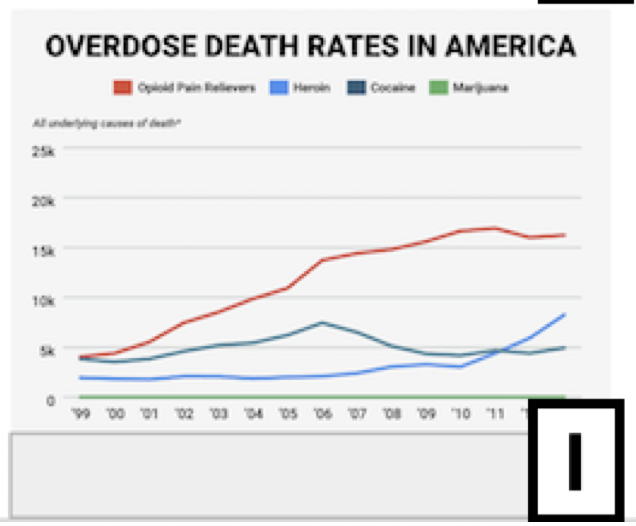 OVERDOSE DEATH RATES IN AMERICA
Opioid Pain Relievers Heroin Cocaine Marijuana
All underlying causes of death*
25k
20k
15k
10k
5k
0
'99 '00 '01 '02 '03 '04 '05 '06 '07 '08 '09 '10 '11
I